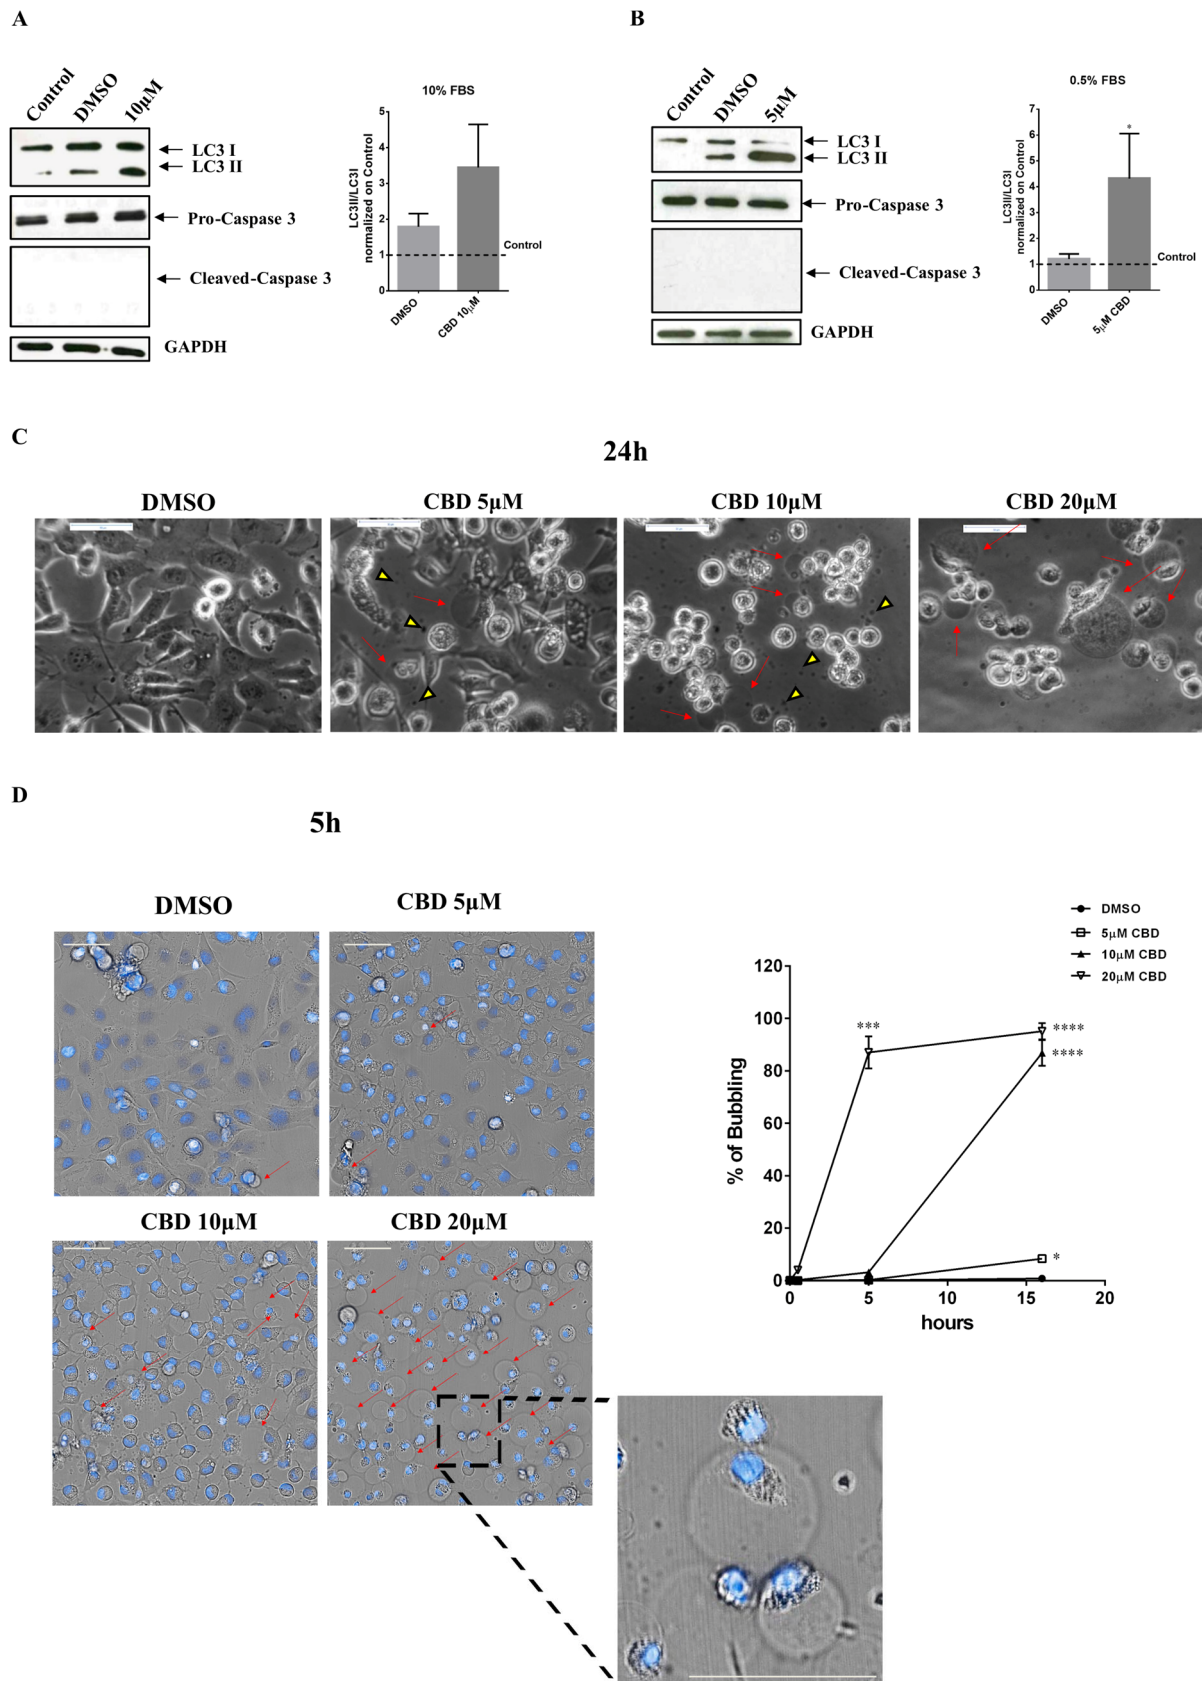 A
Control
DMSO
10µM
LC3 I
LC3 II
Pro-Caspase 3
Cleaved-Caspase 3
GAPDH
10% FBS
LC3II/LC3I
normalized on Control
5
4
3
2
1
0
Control
DMSO
CBD 10µM
B
Control
DMSO
5µM
LC3 I
LC3 II
Pro-Caspase 3
Cleaved-Caspase 3
GAPDH
0.5% FBS
LC3II/LC3I
normalized on Control
7
6
5
4
3
2
1
0
*
Control
DMSO
5µM CBD
C
24h
DMSO
CBD 5µM
CBD 10µM
CBD 20µM
D
5h
DMSO
CBD 5µM
CBD 10µM
CBD 20µM
DMSO
5µM CBD
10µM CBD
20µM CBD
% of Bubbling
120
100
80
60
40
20
0
***
****
****
*
0
5
10
15
20
hours